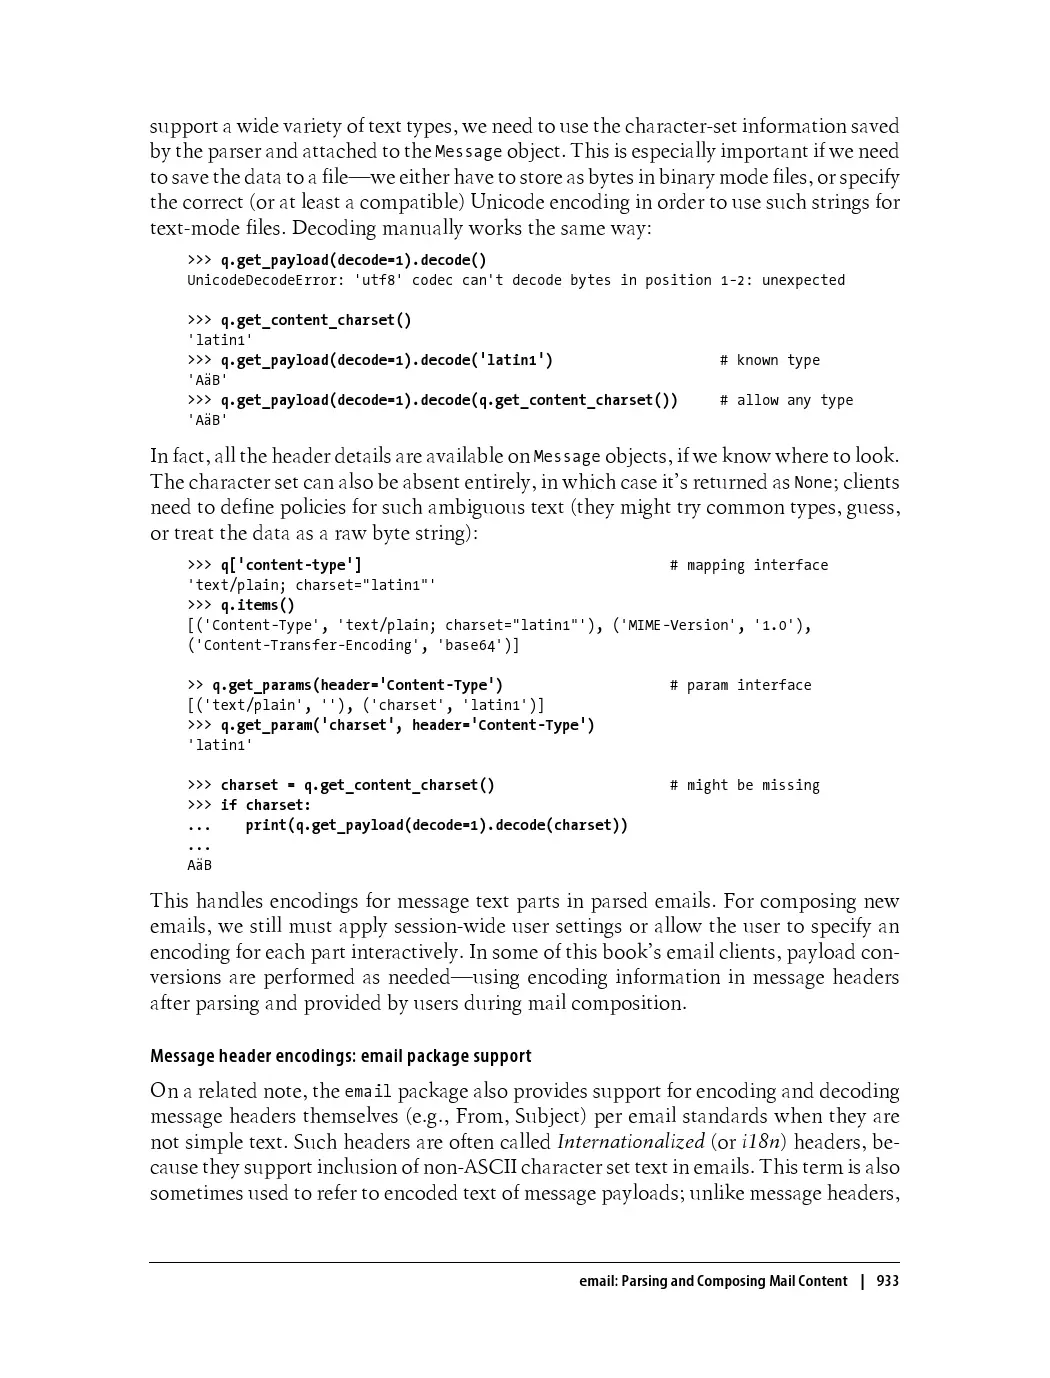 support a wide variety of text types, we need to use the character-set information saved
by the parser and attached to the Message object. This is especially important if we need
to save the data to a file—we either have to store as bytes in binary mode files, or specify
the correct (or at least a compatible) Unicode encoding in order to use such strings for
text-mode files. Decoding manually works the same way:
>>> q.get_payload(decode=1).decode()
UnicodeDecodeError: 'utf8' codec can't decode bytes in position 1-2: unexpected
>>> q.get_content_charset()
'latin1'
>>> q.get_payload(decode=1).decode('latin1') # known type
'AäB'
>>> q.get_payload(decode=1).decode(q.get_content_charset()) # allow any type
'AäB'
In fact, all the header details are available on Message objects, if we know where to look.
The character set can also be absent entirely, in which case it's returned as None; clients
need to define policies for such ambiguous text (they might try common types, guess,
or treat the data as a raw byte string):
>>> q['content-type'] # mapping interface
'text/plain; charset="latin1"'
>>> q.items()
[('Content-Type', 'text/plain; charset="latin1"'), ('MIME-Version', '1.0'),
('Content-Transfer-Encoding', 'base64')]
>> q.get_params(header='Content-Type') # param interface
[('text/plain', ''), ('charset', 'latin1')]
>>> q.get_param('charset', header='Content-Type')
'latin1'
>>> charset = q.get_content_charset() # might be missing
>>> if charset:
... print(q.get_payload(decode=1).decode(charset))
...
AäB
This handles encodings for message text parts in parsed emails. For composing new
emails, we still must apply session-wide user settings or allow the user to specify an
encoding for each part interactively. In some of this book's email clients, payload con-
versions are performed as needed—using encoding information in message headers
after parsing and provided by users during mail composition.
Message header encodings: email package support
On a related note, the email package also provides support for encoding and decoding
message headers themselves (e.g., From, Subject) per email standards when they are
not simple text. Such headers are often called Internationalized (or i18n) headers, be-
cause they support inclusion of non-ASCII character set text in emails. This term is also
sometimes used to refer to encoded text of message payloads; unlike message headers,
email: Parsing and Composing Mail Content | 933